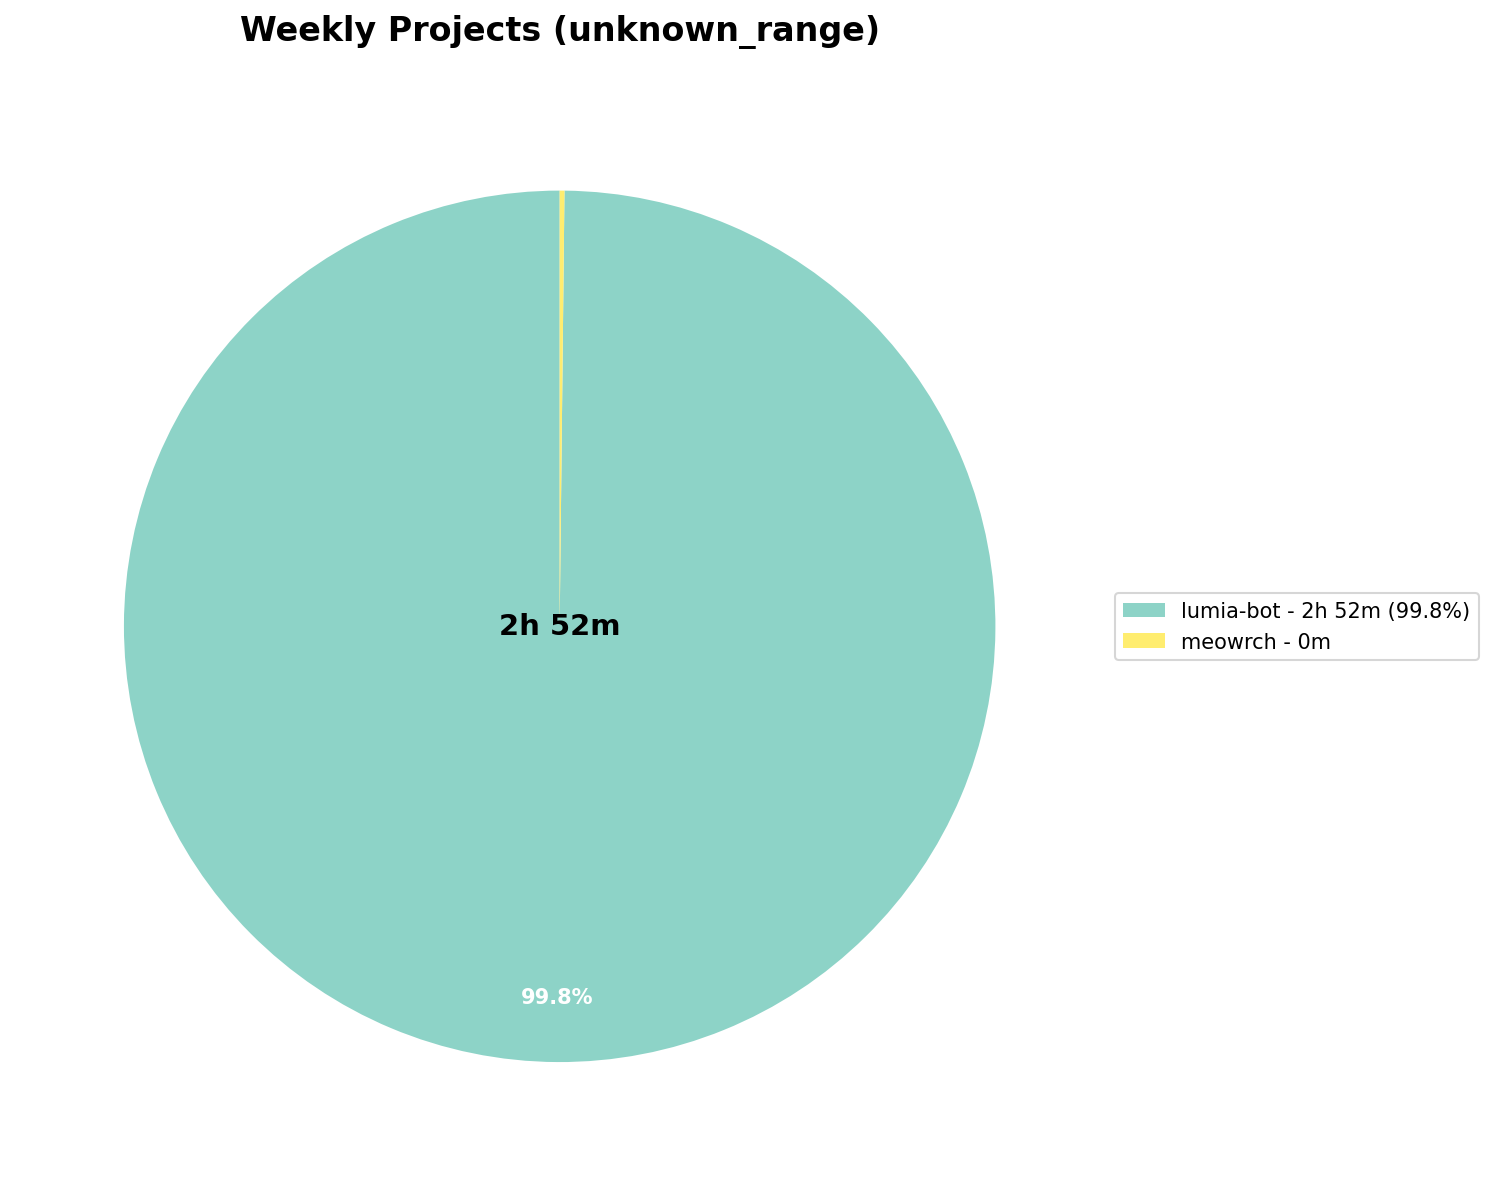 Weekly Projects (unknown_range)
2h 52m
99.8%
lumia-bot - 2h 52m (99.8%)
meowrch - 0m